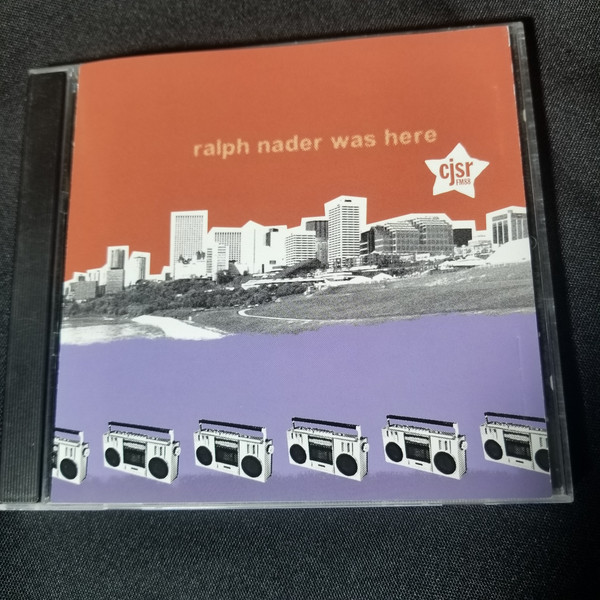 ralph nader was here
cjsr
FM88